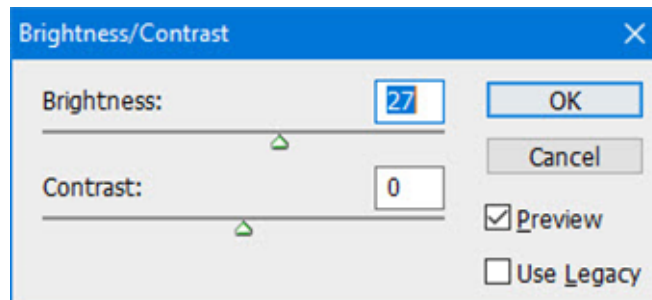 Brightness/Contrast
Brightness:
27
OK
Cancel
Contrast:
0
Preview
Use Legacy